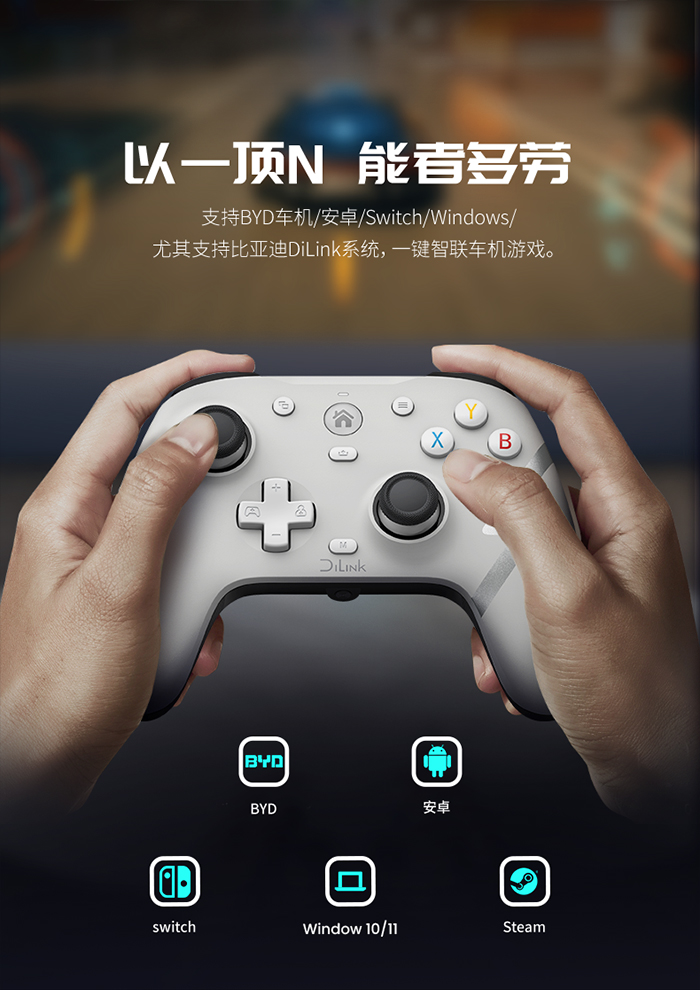 以一顶N 能者多劳
支持BYD车机/安卓/Switch/Windows/
尤其支持比亚迪DiLink系统，一键智联车机游戏。
Y
X B
M
DiLink
BYD
BYD 安卓
switch Window 10/11 Steam